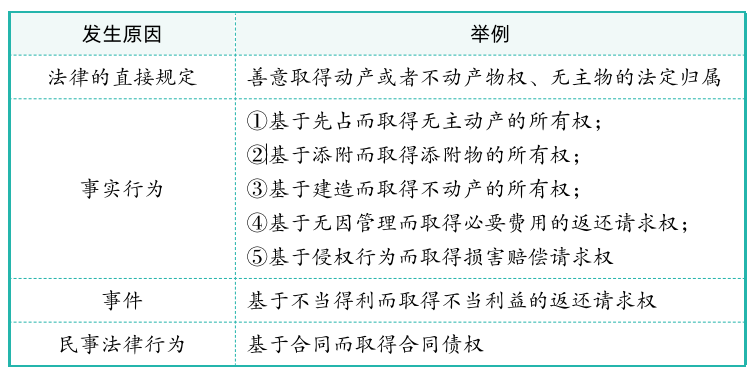 发生原因 举例
法律的直接规定 善意取得动产或者不动产物权、无主物的法定归属
①基于先占而取得无主动产的所有权；
②基于添附而取得添附物的所有权；
事实行为 ③基于建造而取得不动产的所有权；
④基于无因管理而取得必要费用的返还请求权；
⑤基于侵权行为而取得损害赔偿请求权
事件 基于不当得利而取得不当利益的返还请求权
民事法律行为 基于合同而取得合同债权